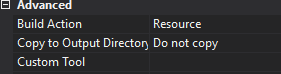 Advanced
Build Action Resource
Copy to Output Directory Do not copy
Custom Tool